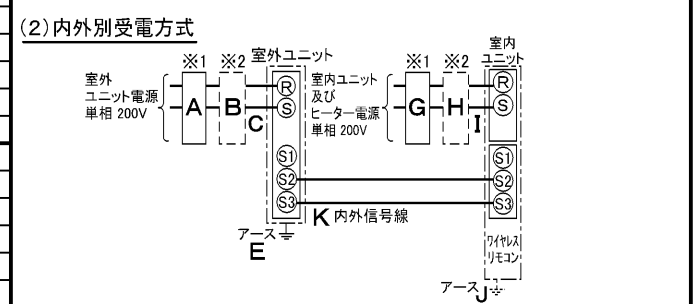 (2)内外別受電方式
※1 ※2
室外ユニット
室外
ユニット電源
単相 200V
A
B
C
R
S
S1
S2
S3
アース
E
K 内外信号線
※1 ※2
室内
ユニット
室内ユニット
及び
ヒーター電源
単相 200V
G
H
I
R
S
S1
S2
S3
ワイヤレス
リモコン
アース J